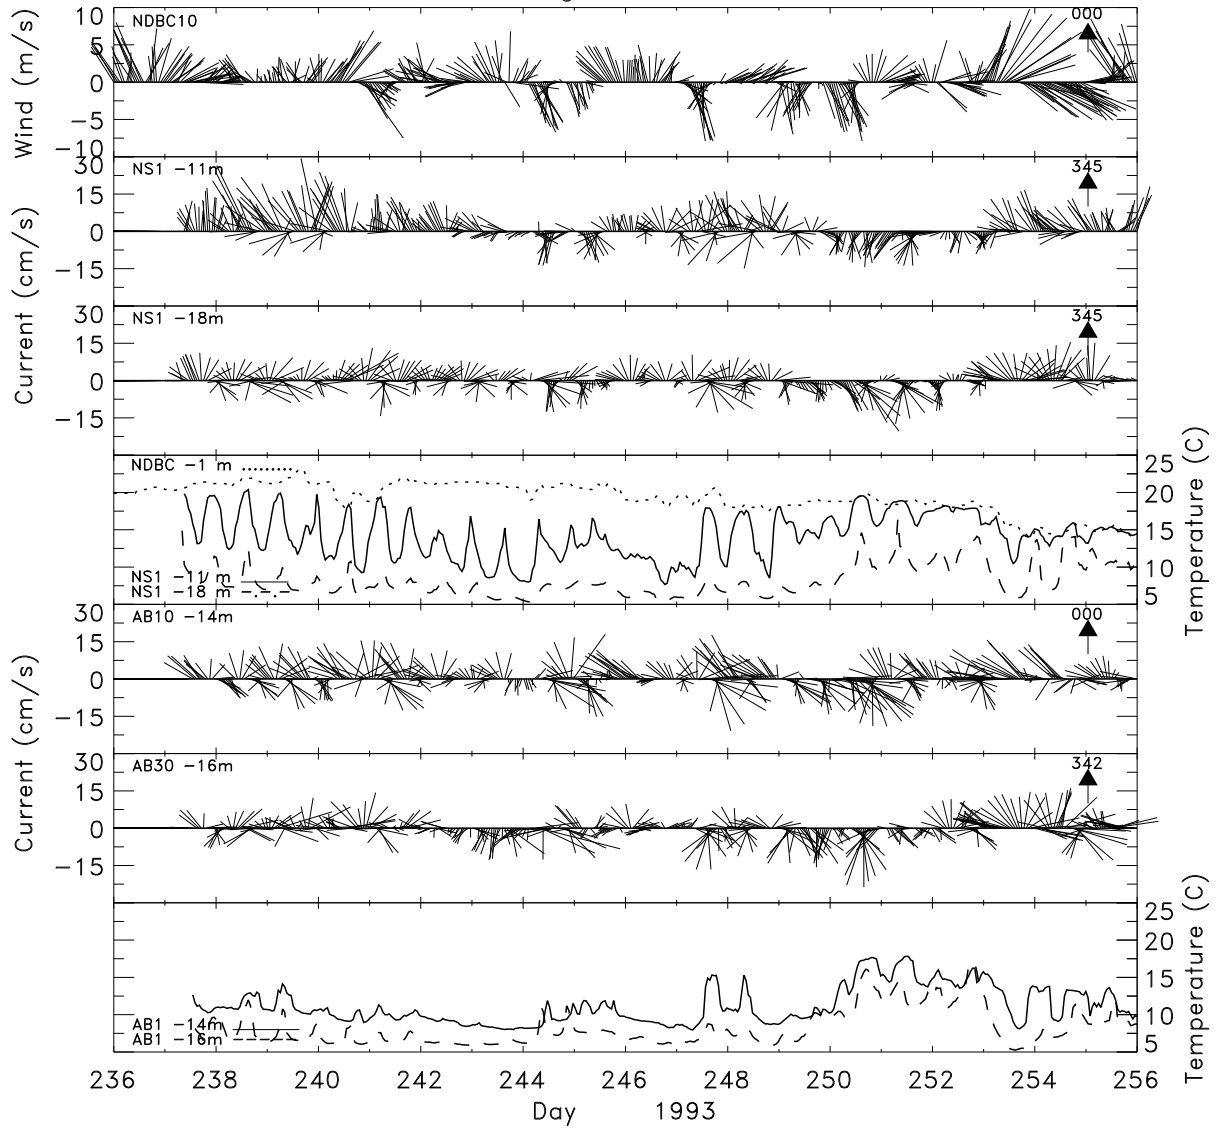 10
5
0
−5
−10
Wind (m/s)
NDBC10
000
30
15
0
−15
NS1 −11m
345
Current (cm/s)
30
15
0
−15
NS1 −18m
345
NDBC −1 m
NS1 −11 m
NS1 −18 m
25
20
15
10
5
Temperature (C)
30
15
0
−15
AB10 −14m
000
Current (cm/s)
30
15
0
−15
AB30 −16m
342
AB1 −14m
AB1 −16m
25
20
15
10
5
Temperature (C)
236 238 240 242 244 246 248 250 252 254 256
Day 1993